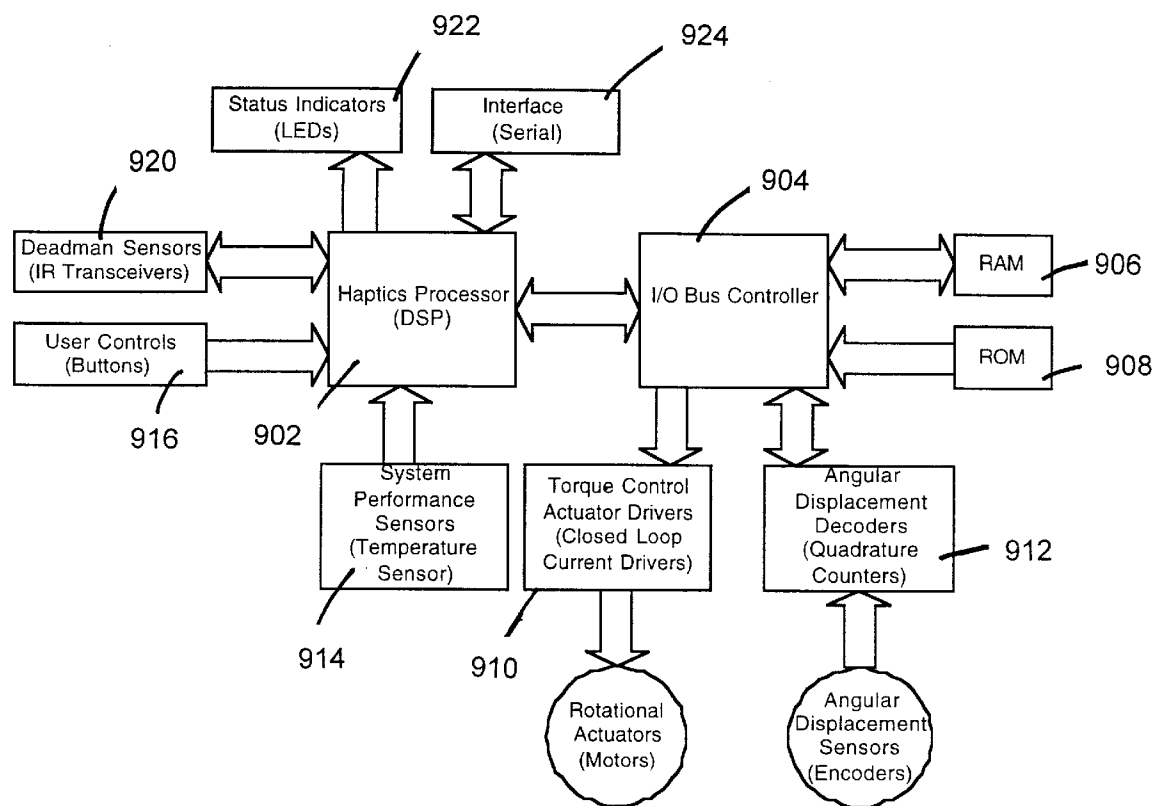 922
924
Status Indicators
(LEDs)
Interface
(Serial)
920
904
Deadman Sensors
(IR Transceivers)
Haptics Processor
(DSP)
I/O Bus Controller
RAM
906
User Controls
(Buttons)
ROM
908
916
902
System
Performance
Sensors
(Temperature
Sensor)
Torque Control
Actuator Drivers
(Closed Loop
Current Drivers)
Angular
Displacement
Decoders
(Quadrature
Counters)
912
914
910
Rotational
Actuators
(Motors)
Angular
Displacement
Sensors
(Encoders)